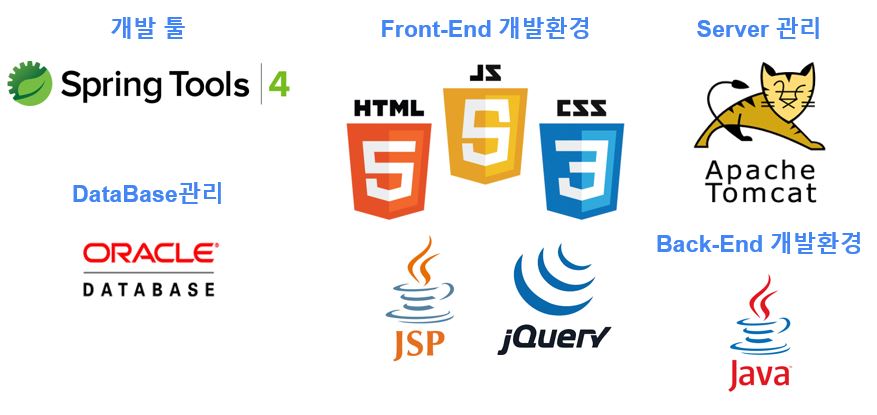 개발 툴
Spring Tools 4
DataBase관리
ORACLE®
DATABASE
Front-End 개발환경
HTML
5
JS
5
CSS
3
JSP
jQuery
Server 관리
Apache
Tomcat
Back-End 개발환경
Java